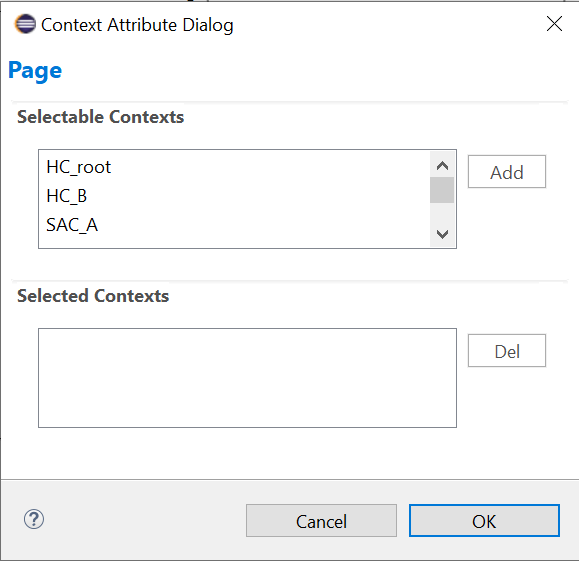 Context Attribute Dialog
Page
Selectable Contexts
HC_root
HC_B
SAC_A
Add
Selected Contexts
Del
?
Cancel
OK